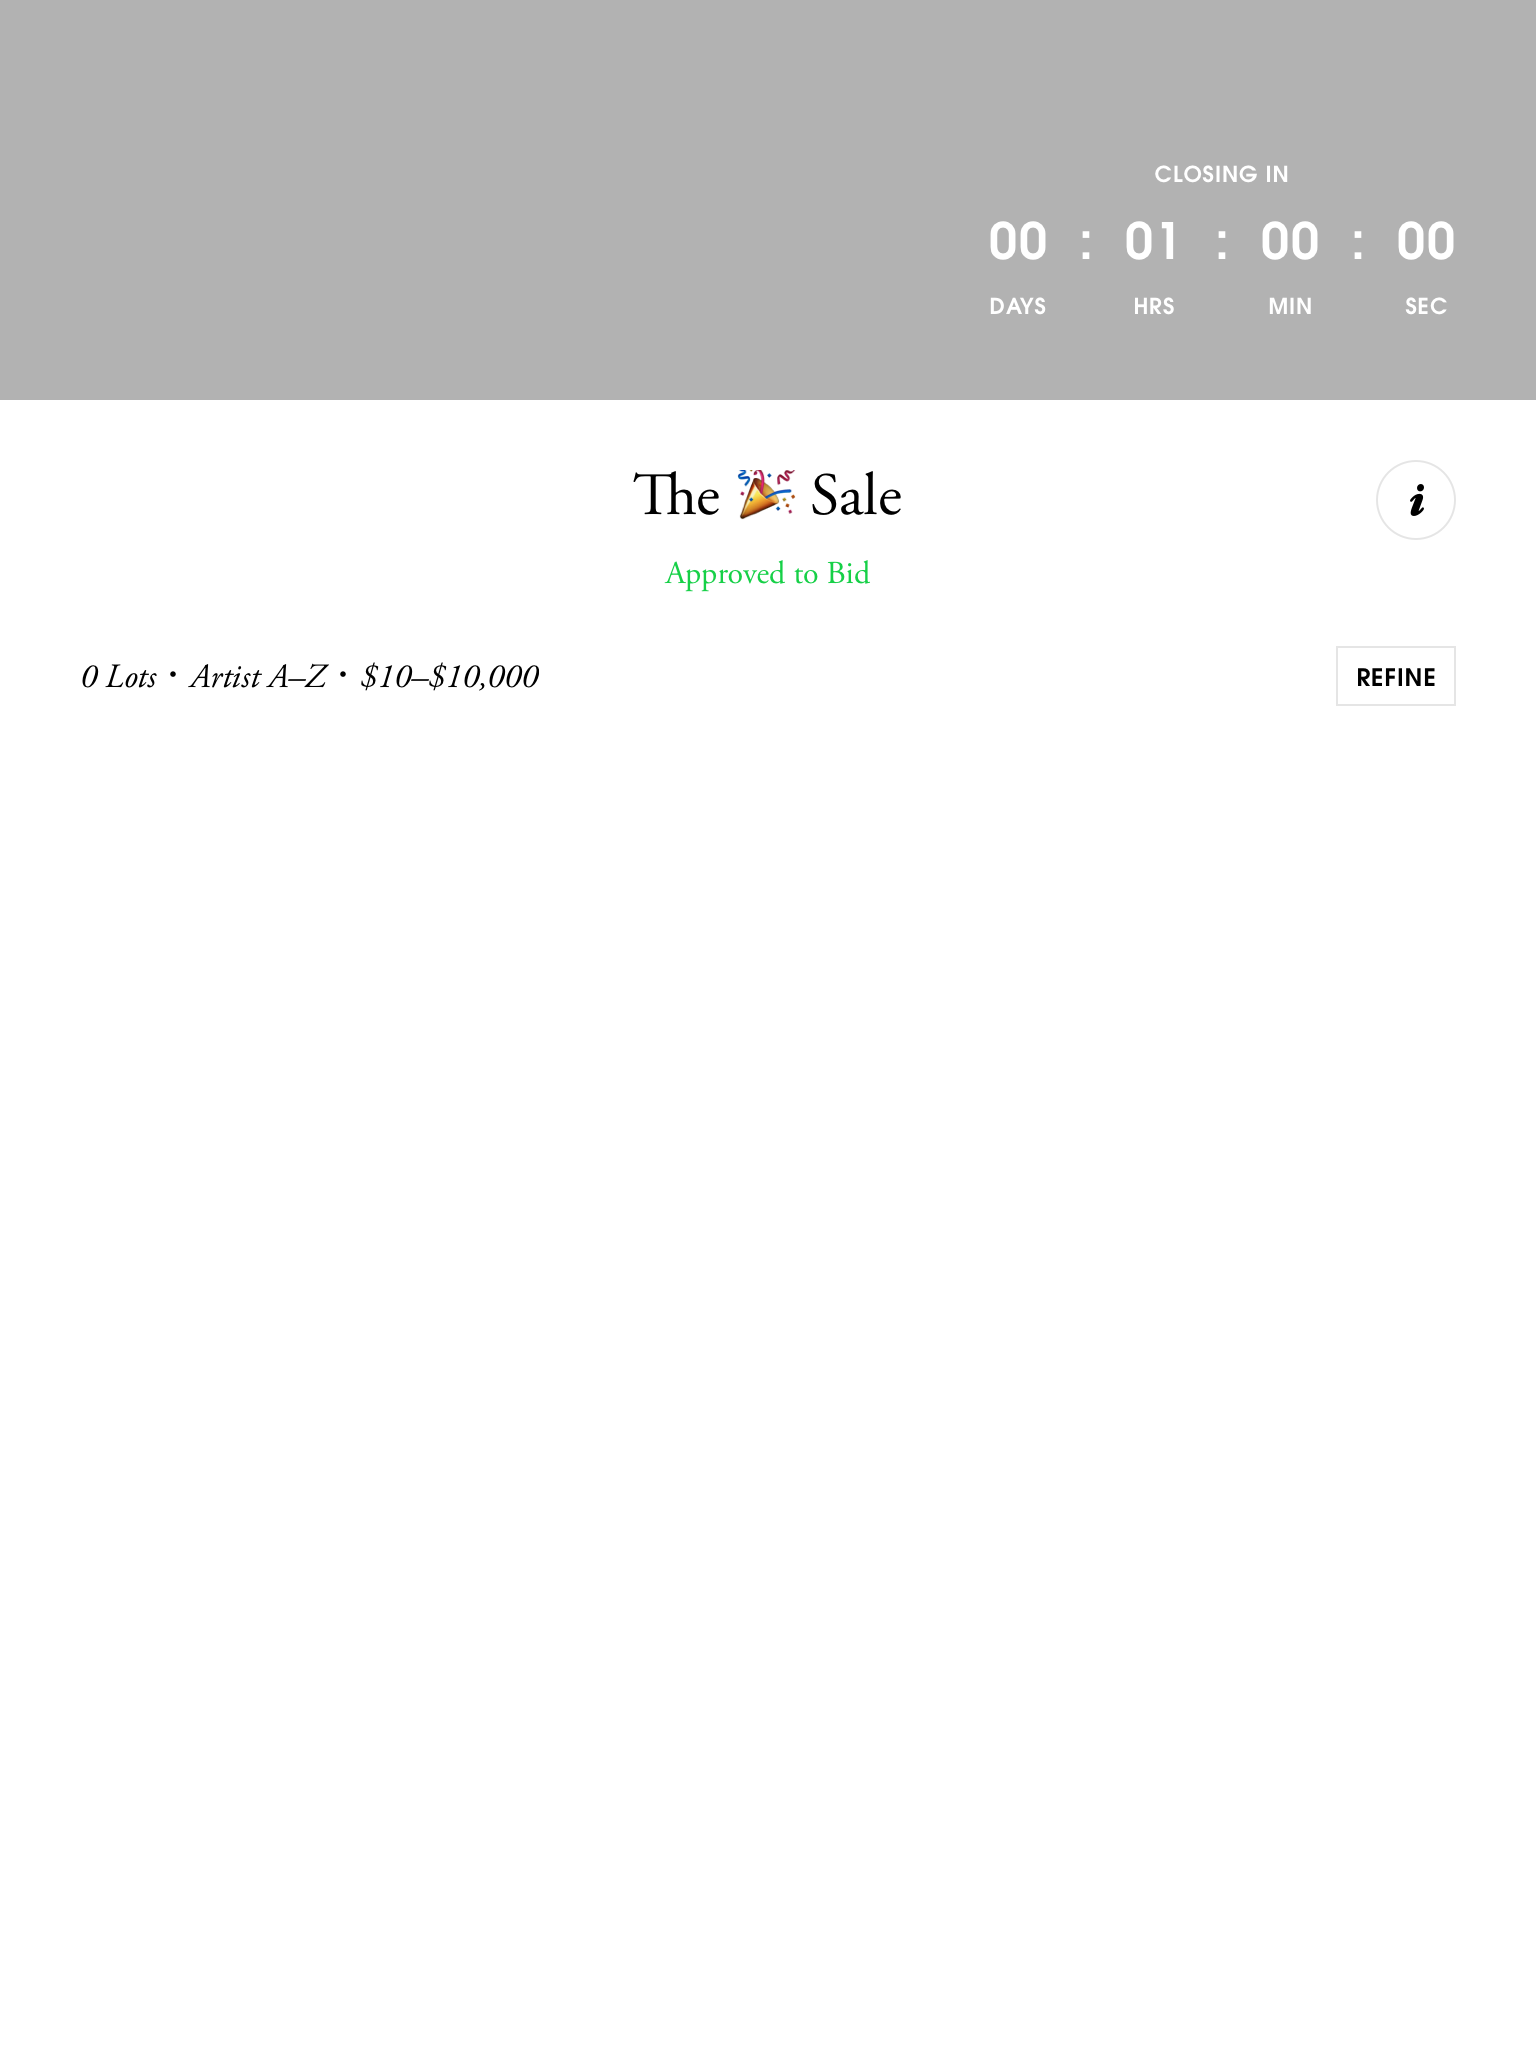 CLOSING IN
00 : 01 : 00 : 00
DAYS HRS MIN SEC
The 🎉 Sale
i
Approved to Bid
0 Lots • Artist A–Z • $10–$10,000
REFINE